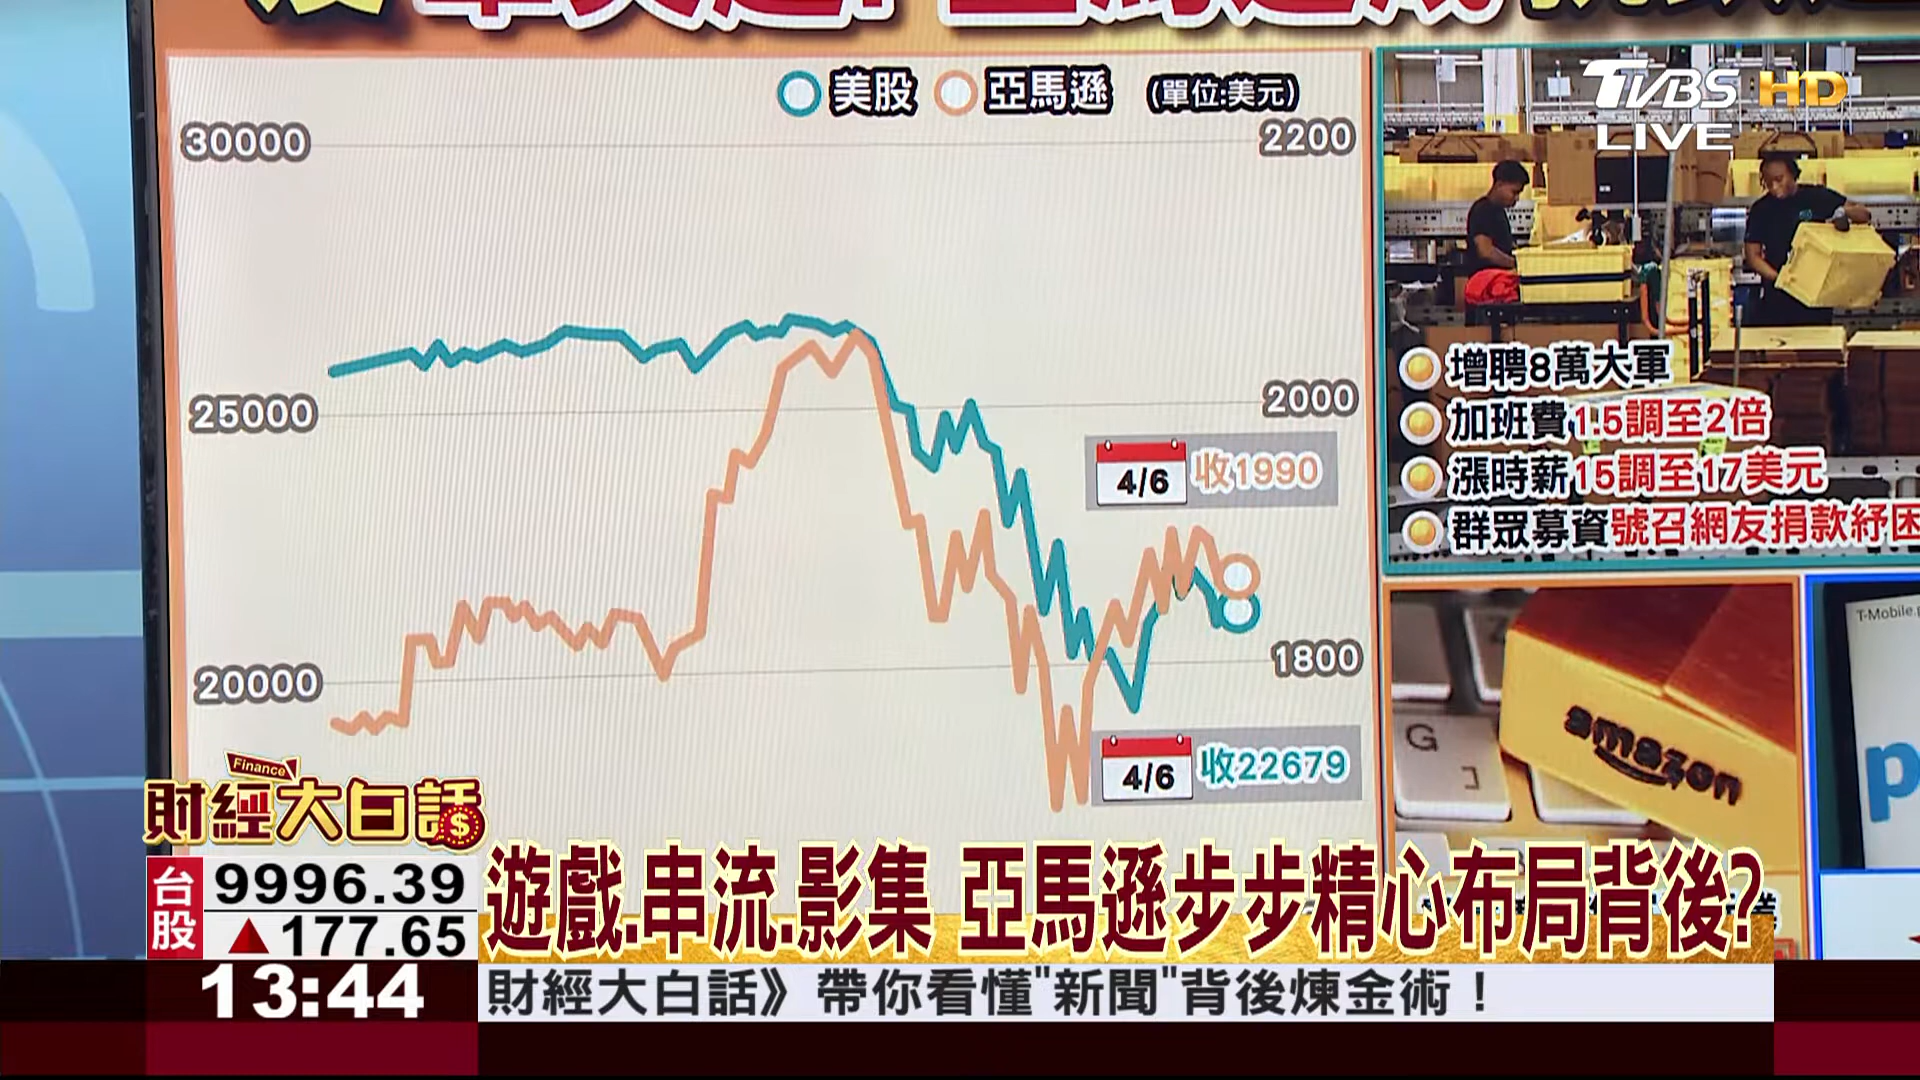 美股 亞馬遜 (單位:美元)
TVBS HD
LIVE
30000
2200
25000
2000
20000
1800
4/6 收1990
4/6 收22679
增聘8萬大軍
加班費1.5調至2倍
漲時薪15調至17美元
群眾募資號召網友捐款紓困
T-Mobile
G
amazon
p
Finance
財經大白話
台股
9996.39
▲177.65
遊戲.串流.影集 亞馬遜步步精心布局背後?
13:44
財經大白話》帶你看懂"新聞"背後煉金術！